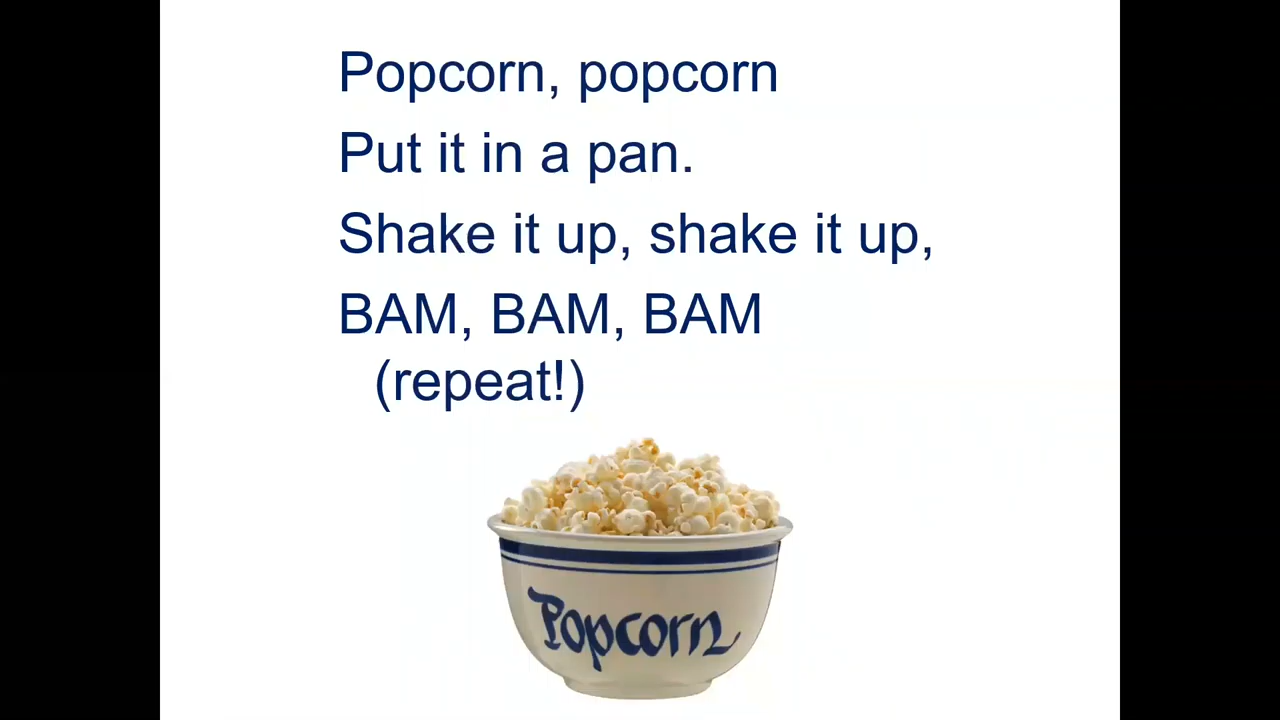 Popcorn, popcorn
Put it in a pan.
Shake it up, shake it up,
BAM, BAM, BAM
(repeat!)
Popcorn